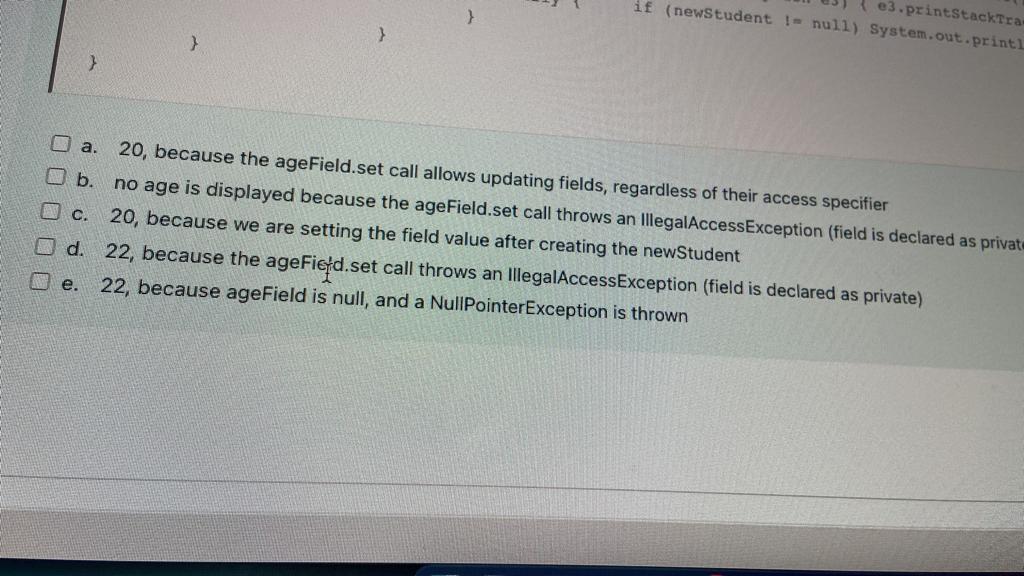 { e3.printStackTra
} if (newStudent != null) System.out.printl
}
}
}
a. 20, because the ageField.set call allows updating fields, regardless of their access specifier
b. no age is displayed because the ageField.set call throws an IllegalAccessException (field is declared as private
c. 20, because we are setting the field value after creating the newStudent
d. 22, because the ageField.set call throws an IllegalAccessException (field is declared as private)
e. 22, because ageField is null, and a NullPointerException is thrown